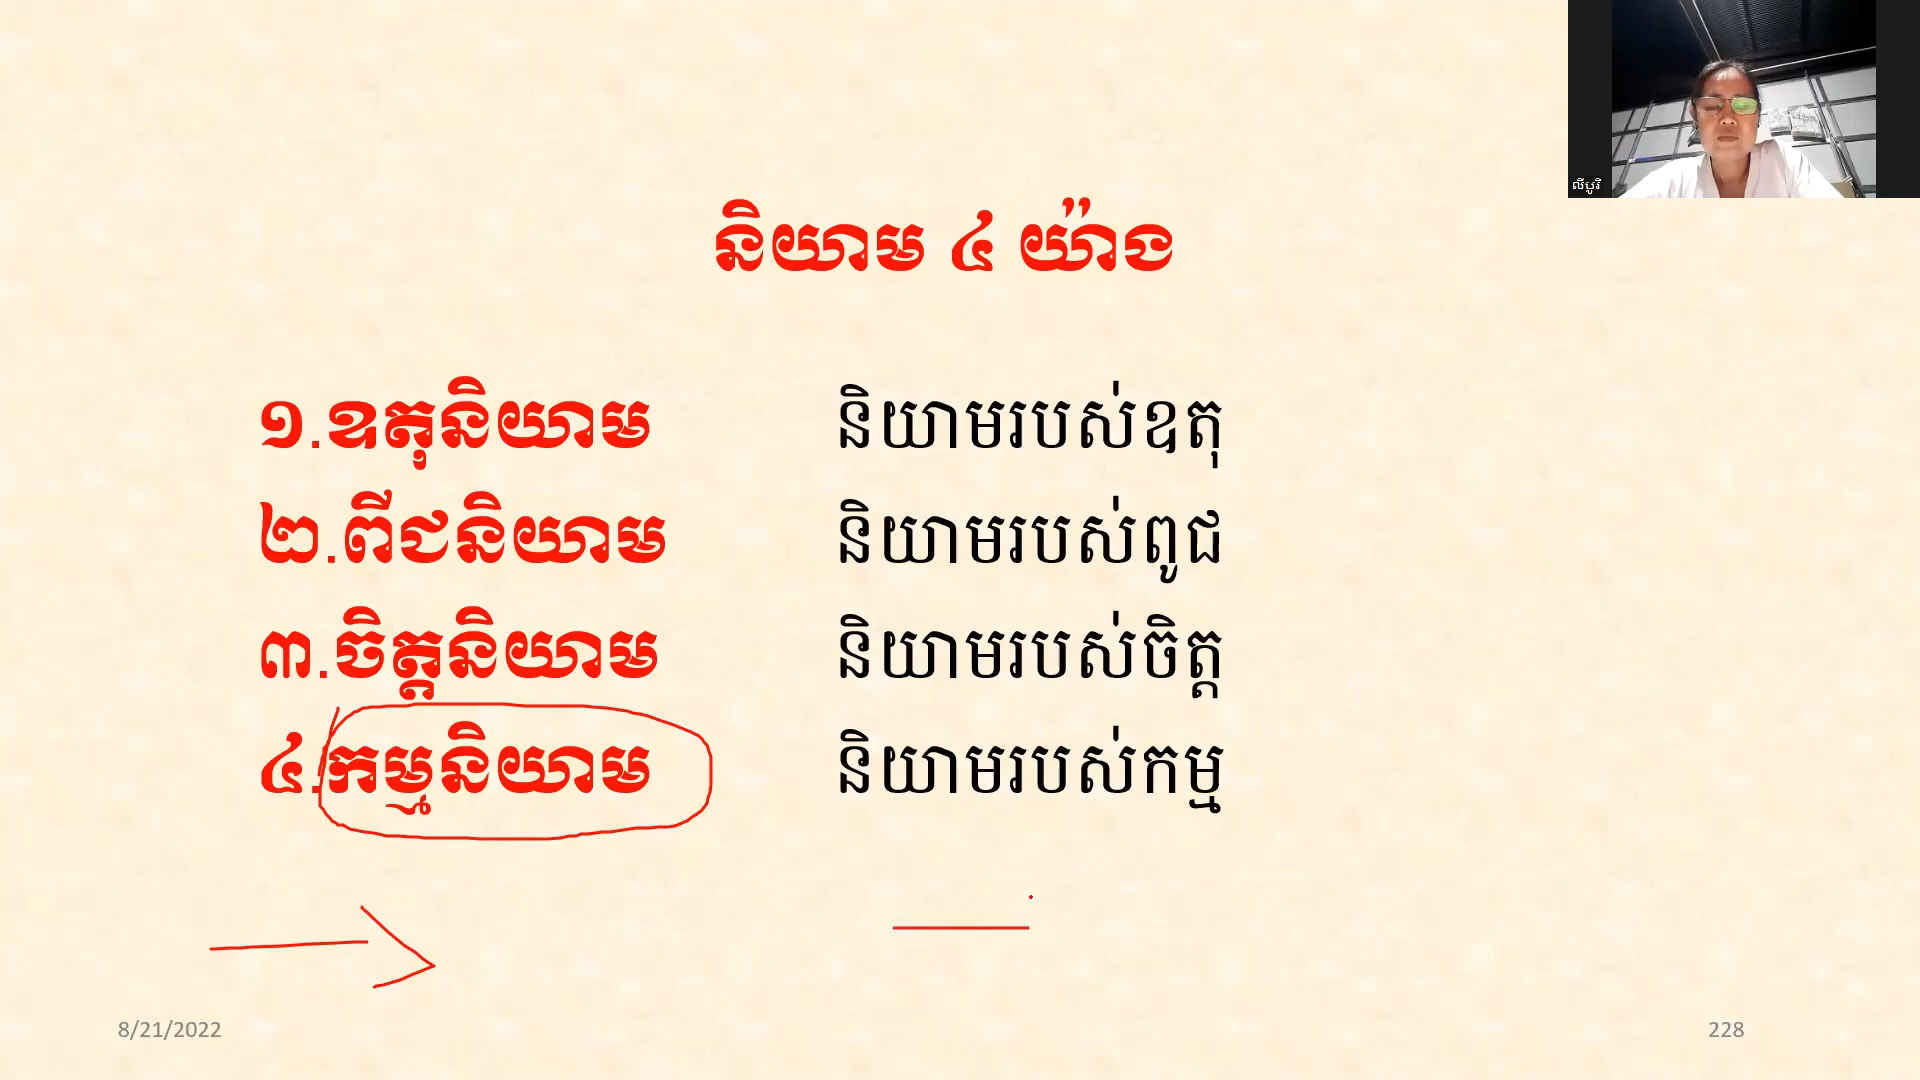 លីបូរី
និយាម ៤ យ៉ាង
១.ឧតុនិយាម និយាមរបស់ឧតុ
២.ពីជនិយាម និយាមរបស់ពូជ
៣.ចិត្តនិយាម និយាមរបស់ចិត្ត
៤.កម្មនិយាម និយាមរបស់កម្ម
8/21/2022 228